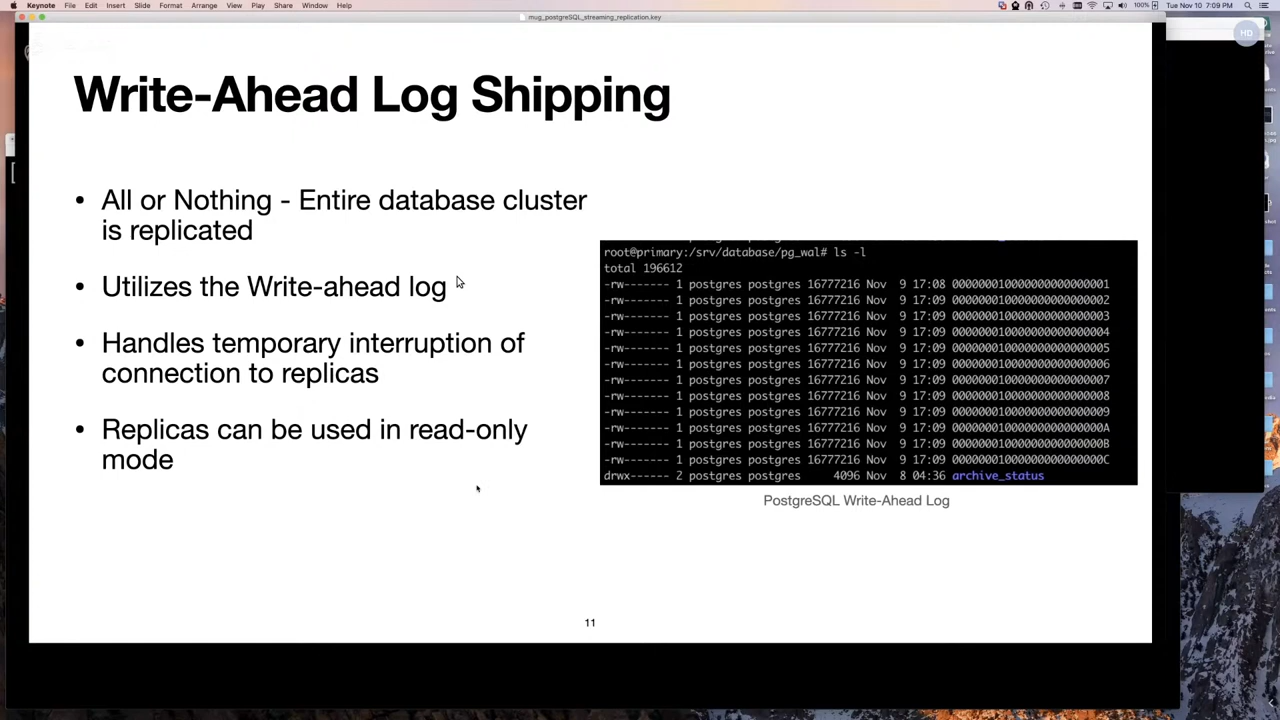 Keynote File Edit Insert Slide Format Arrange View Play Share Window Help
100% Tue Nov 10 7:09 PM
mug_postgreSQL_streaming_replication.key
HD
Write-Ahead Log Shipping
• All or Nothing - Entire database cluster
is replicated
• Utilizes the Write-ahead log
• Handles temporary interruption of
connection to replicas
• Replicas can be used in read-only
mode
root@primary:/srv/database/pg_wal# ls -l
total 196612
-rw------- 1 postgres postgres 16777216 Nov  9 17:08 000000010000000000000001
-rw------- 1 postgres postgres 16777216 Nov  9 17:09 000000010000000000000002
-rw------- 1 postgres postgres 16777216 Nov  9 17:09 000000010000000000000003
-rw------- 1 postgres postgres 16777216 Nov  9 17:09 000000010000000000000004
-rw------- 1 postgres postgres 16777216 Nov  9 17:09 000000010000000000000005
-rw------- 1 postgres postgres 16777216 Nov  9 17:09 000000010000000000000006
-rw------- 1 postgres postgres 16777216 Nov  9 17:09 000000010000000000000007
-rw------- 1 postgres postgres 16777216 Nov  9 17:09 000000010000000000000008
-rw------- 1 postgres postgres 16777216 Nov  9 17:09 000000010000000000000009
-rw------- 1 postgres postgres 16777216 Nov  9 17:09 00000001000000000000000A
-rw------- 1 postgres postgres 16777216 Nov  9 17:09 00000001000000000000000B
-rw------- 1 postgres postgres 16777216 Nov  9 17:09 00000001000000000000000C
drwx------ 2 postgres postgres     4096 Nov  8 04:36 archive_status
PostgreSQL Write-Ahead Log
11